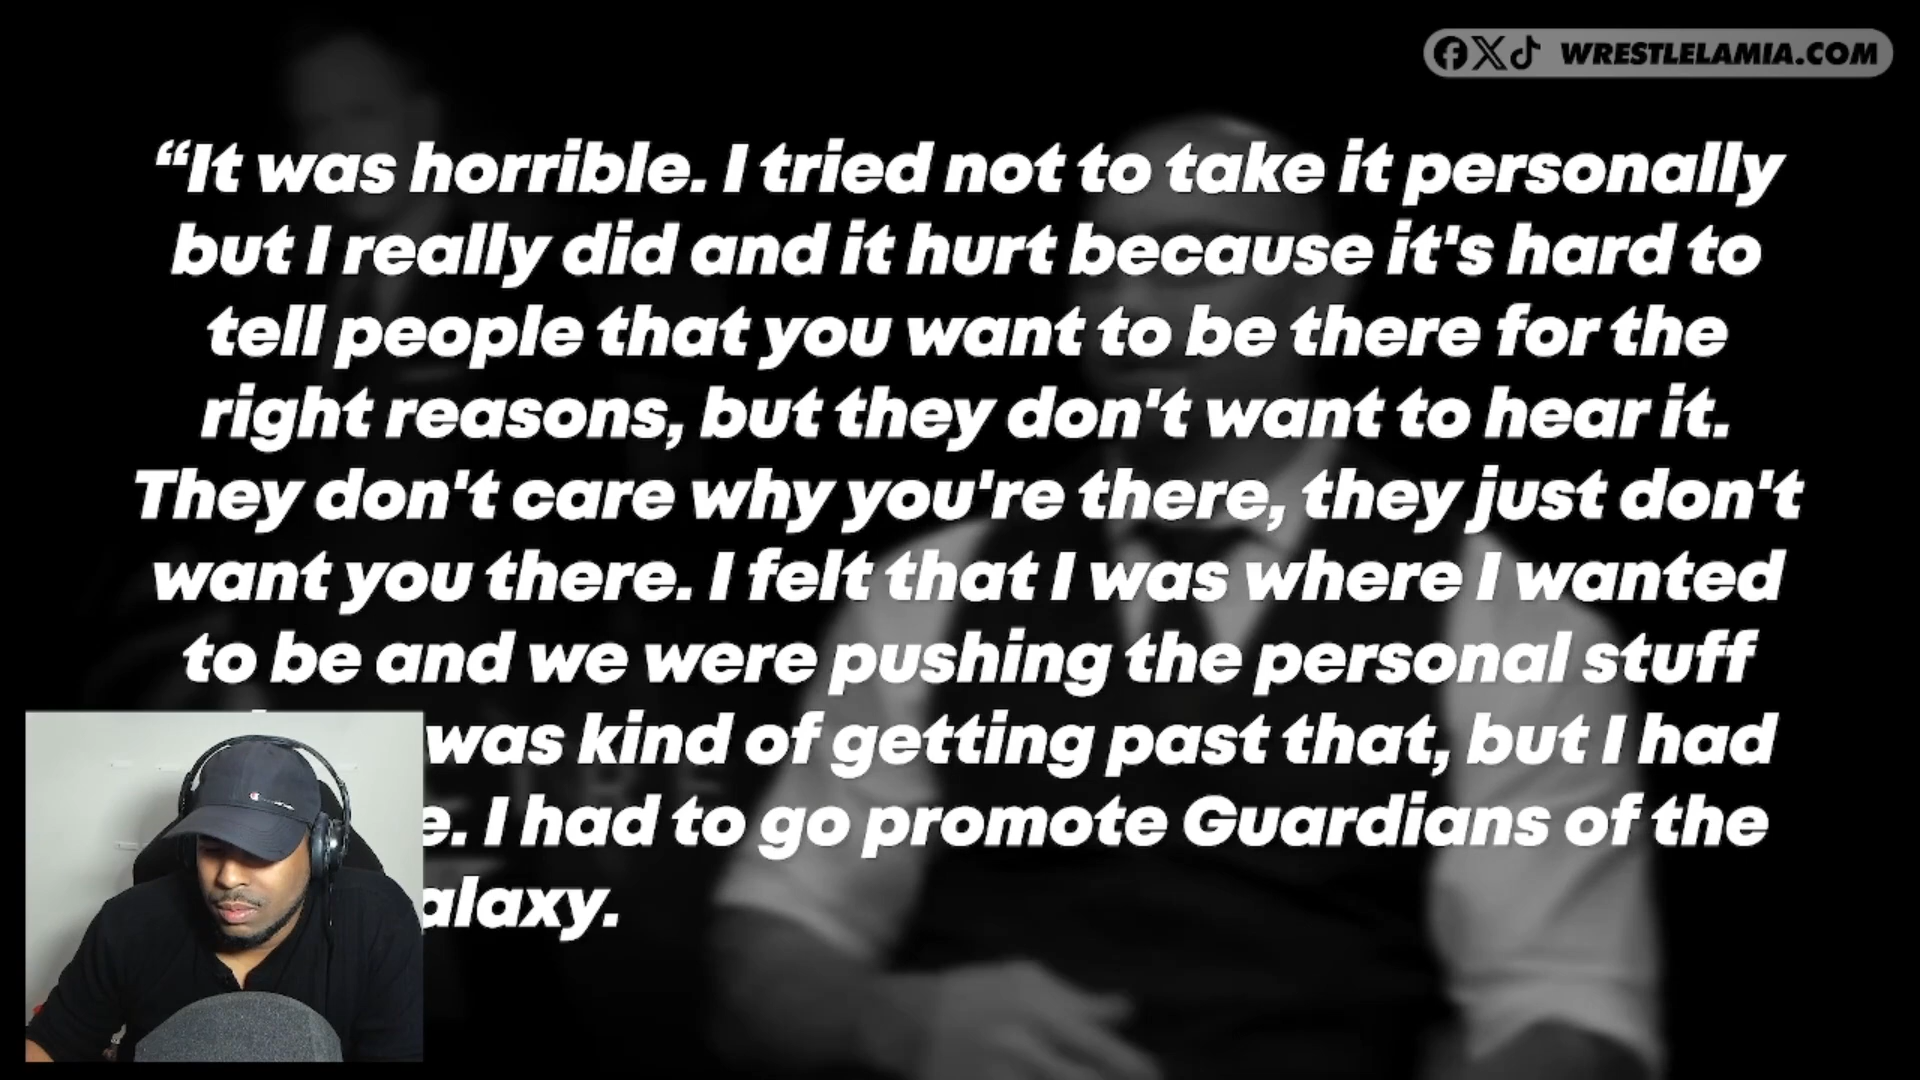 WRESTLELAMIA.COM
“It was horrible. I tried not to take it personally
but I really did and it hurt because it's hard to
tell people that you want to be there for the
right reasons, but they don't want to hear it.
They don't care why you're there, they just don't
want you there. I felt that I was where I wanted
to be and we were pushing the personal stuff
was kind of getting past that, but I had
I had to go promote Guardians of the